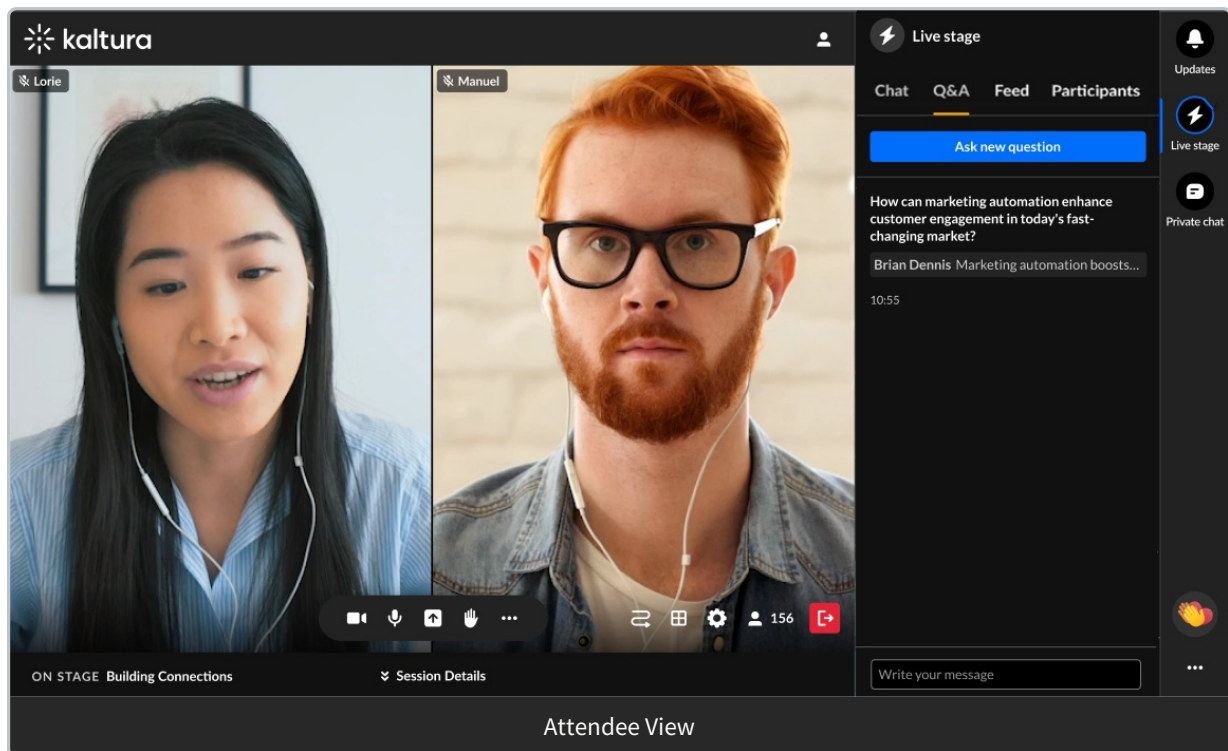 kaltura
Lorie
Manuel
156
ON STAGE Building Connections
Session Details
Live stage
Chat Q&A Feed Participants
Ask new question
How can marketing automation enhance
customer engagement in today's fast-
changing market?
Brian Dennis Marketing automation boosts...
10:55
Write your message
Updates
Live stage
Private chat
Attendee View